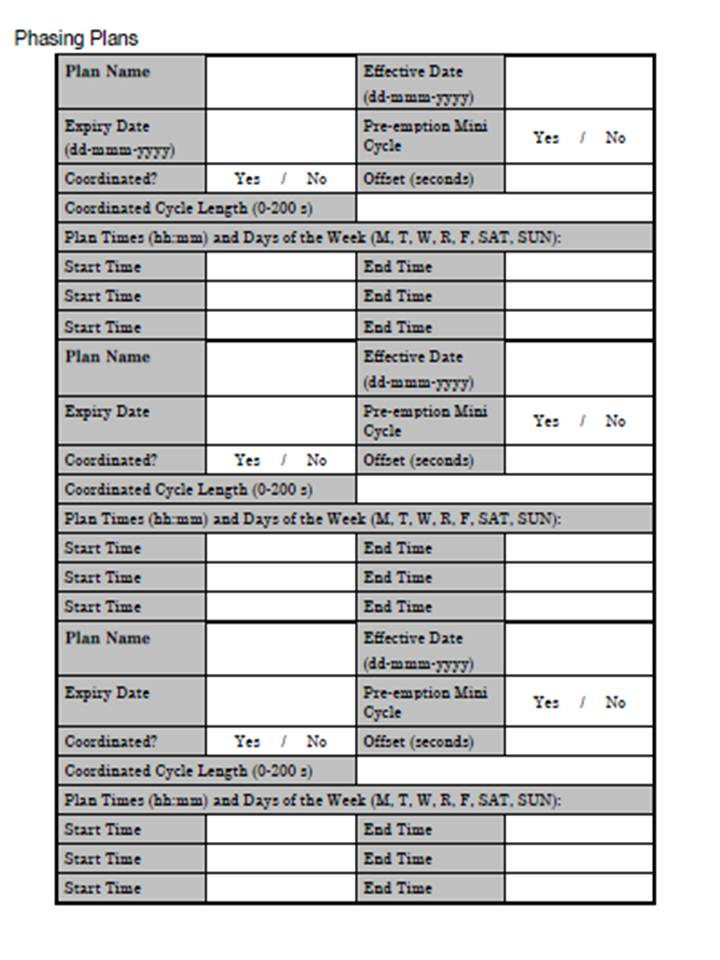 Phasing Plans
Plan Name Effective Date
(dd-mmm-yyyy)
Expiry Date Pre-emption Mini Yes / No
(dd-mmm-yyyy) Cycle
Coordinated? Yes / No Offset (seconds)
Coordinated Cycle Length (0-200 s)
Plan Times (hh:mm) and Days of the Week (M, T, W, R, F, SAT, SUN):
Start Time End Time
Start Time End Time
Start Time End Time
Plan Name Effective Date
(dd-mmm-yyyy)
Expiry Date Pre-emption Mini Yes / No
Cycle
Coordinated? Yes / No Offset (seconds)
Coordinated Cycle Length (0-200 s)
Plan Times (hh:mm) and Days of the Week (M, T, W, R, F, SAT, SUN):
Start Time End Time
Start Time End Time
Start Time End Time
Plan Name Effective Date
(dd-mmm-yyyy)
Expiry Date Pre-emption Mini Yes / No
Cycle
Coordinated? Yes / No Offset (seconds)
Coordinated Cycle Length (0-200 s)
Plan Times (hh:mm) and Days of the Week (M, T, W, R, F, SAT, SUN):
Start Time End Time
Start Time End Time
Start Time End Time